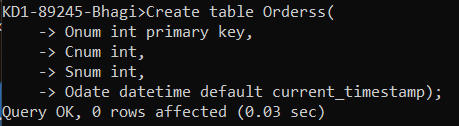 KD1-89245-Bhagi>Create table Orderss(
-> Onum int primary key,
-> Cnum int,
-> Snum int,
-> Odate datetime default current_timestamp);
Query OK, 0 rows affected (0.03 sec)